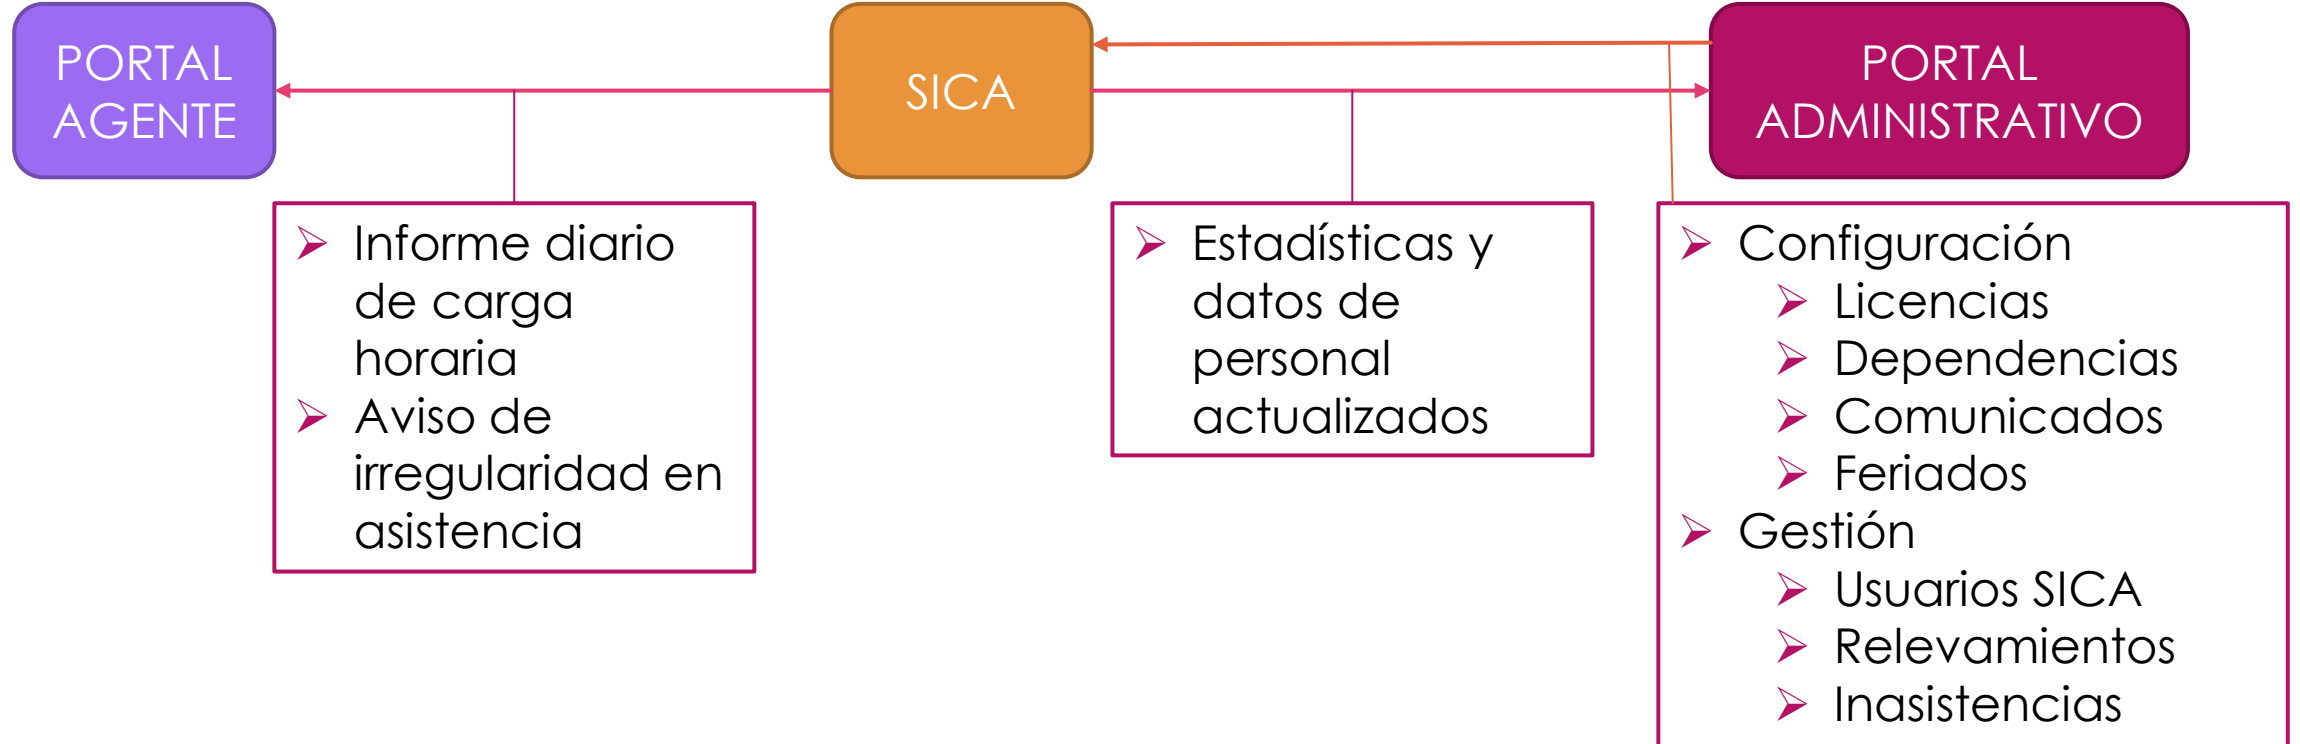 PORTAL
AGENTE
SICA
PORTAL
ADMINISTRATIVO
Informe diario
de carga
horaria
Aviso de
irregularidad en
asistencia
Estadísticas y
datos de
personal
actualizados
Configuración
Licencias
Dependencias
Comunicados
Feriados
Gestión
Usuarios SICA
Relevamientos
Inasistencias